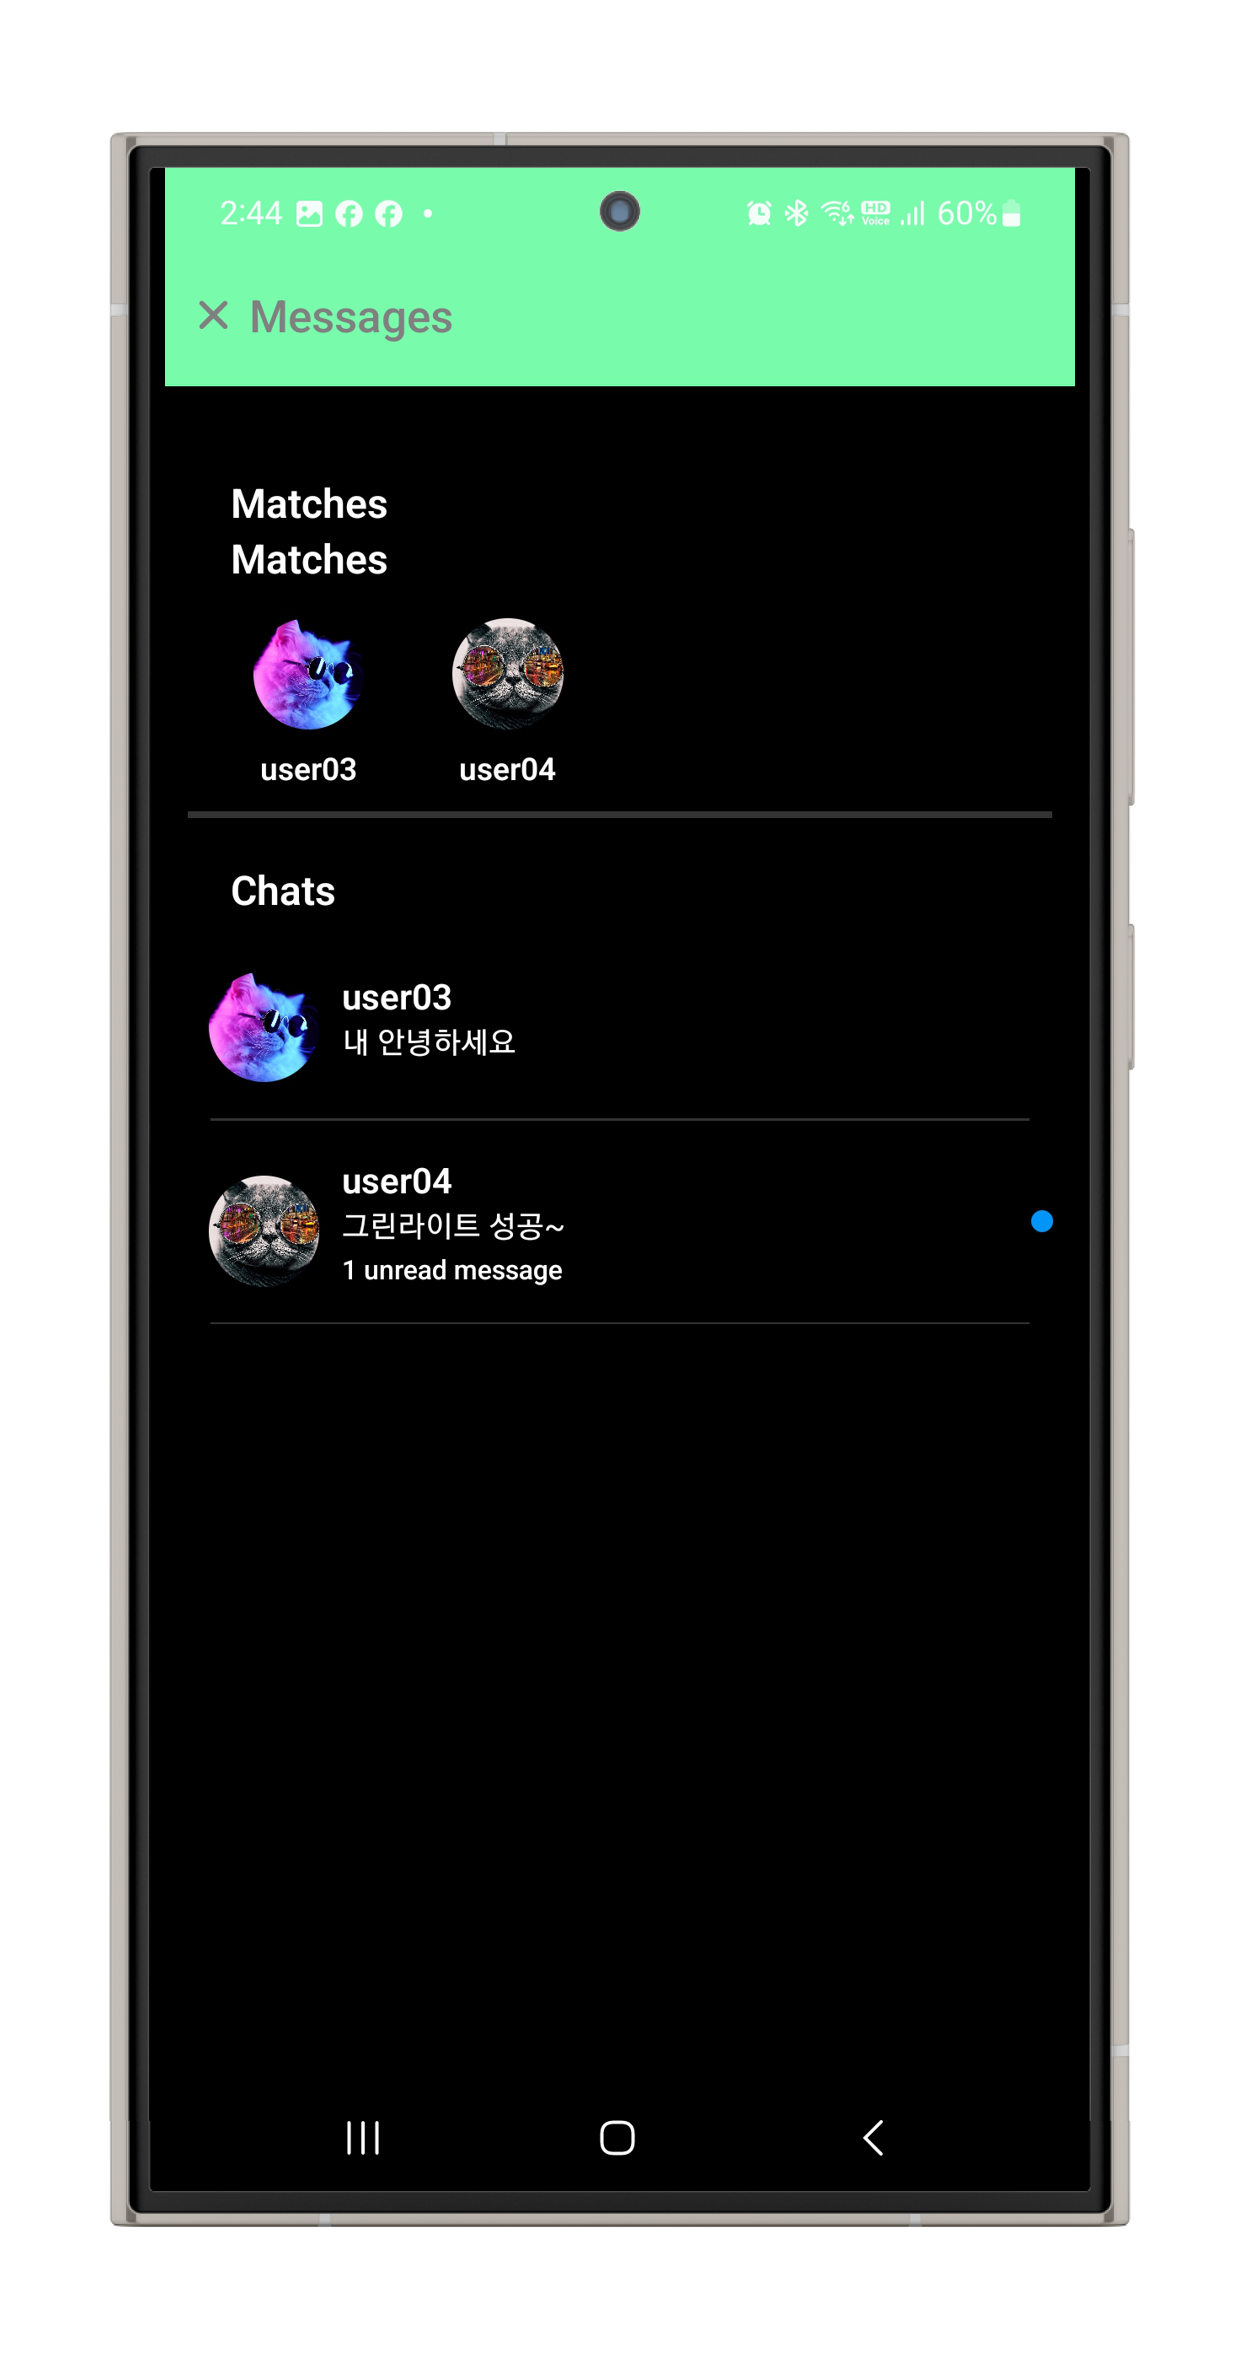 2:44
HD
Voice
6
60%
Messages
Matches
Matches
user03
user04
Chats
user03
내 안녕하세요
user04
그린라이트 성공~
1 unread message